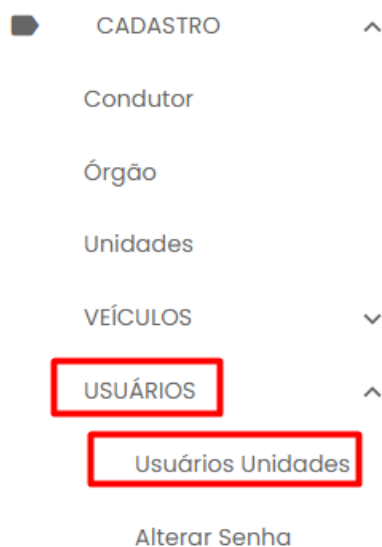 CADASTRO
Condutor
Órgão
Unidades
VEÍCULOS
USUÁRIOS
Usuários Unidades
Alterar Senha